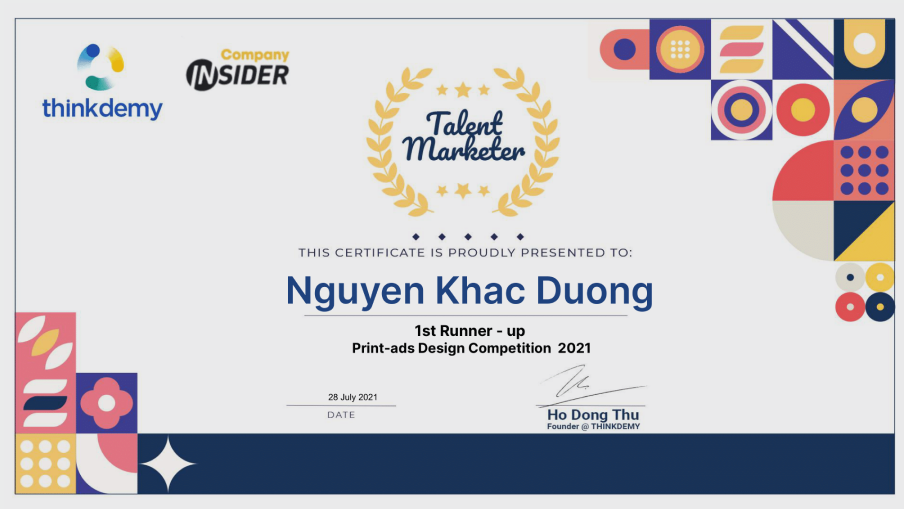 thinkdemy
Company
INSIDER
Talent
Marketer
THIS CERTIFICATE IS PROUDLY PRESENTED TO:
Nguyen Khac Duong
1st Runner - up
Print-ads Design Competition 2021
28 July 2021
DATE
Ho Dong Thu
Founder @ THINKDEMY